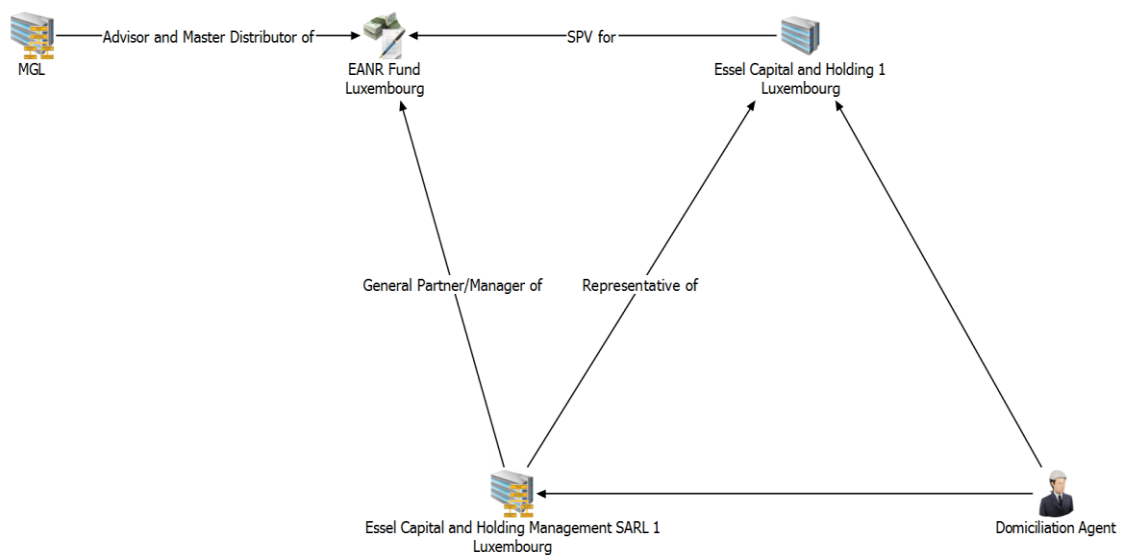 Advisor and Master Distributor of
SPV for
MGL
EANR Fund
Luxembourg
Essel Capital and Holding 1
Luxembourg
General Partner/Manager of
Representative of
Essel Capital and Holding Management SARL 1
Luxembourg
Domiciliation Agent